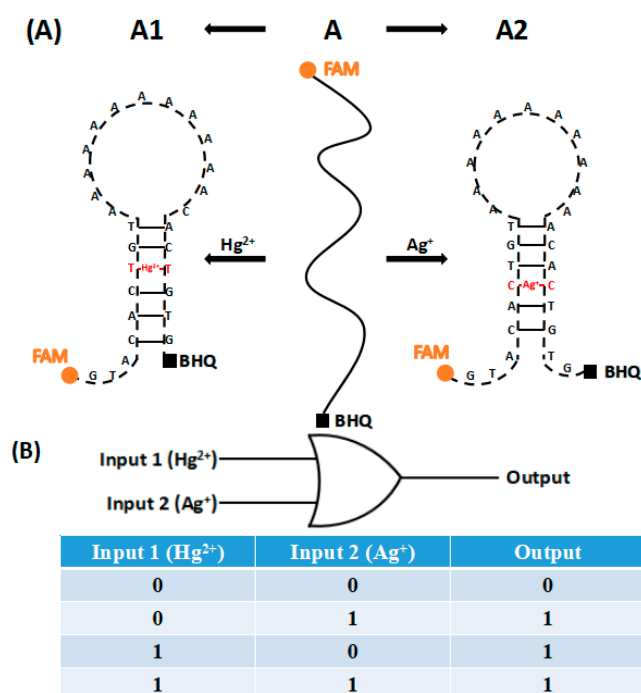 (A) A1 A A2
FAM
A A A A A A A A A A A A C
T A
G C
T Hg²⁺ T
C G
A T
C G
A T G
FAM
BHQ
Hg²⁺
Ag⁺
A A A A A A A A A A A A A
T A
G C
T A
C Ag⁺ C
A T
C G
A T G
T G
FAM
BHQ
BHQ
(B)
Input 1 (Hg²⁺)
Input 2 (Ag⁺)
Output
Input 1 (Hg²⁺) Input 2 (Ag⁺) Output
0 0 0
0 1 1
1 0 1
1 1 1